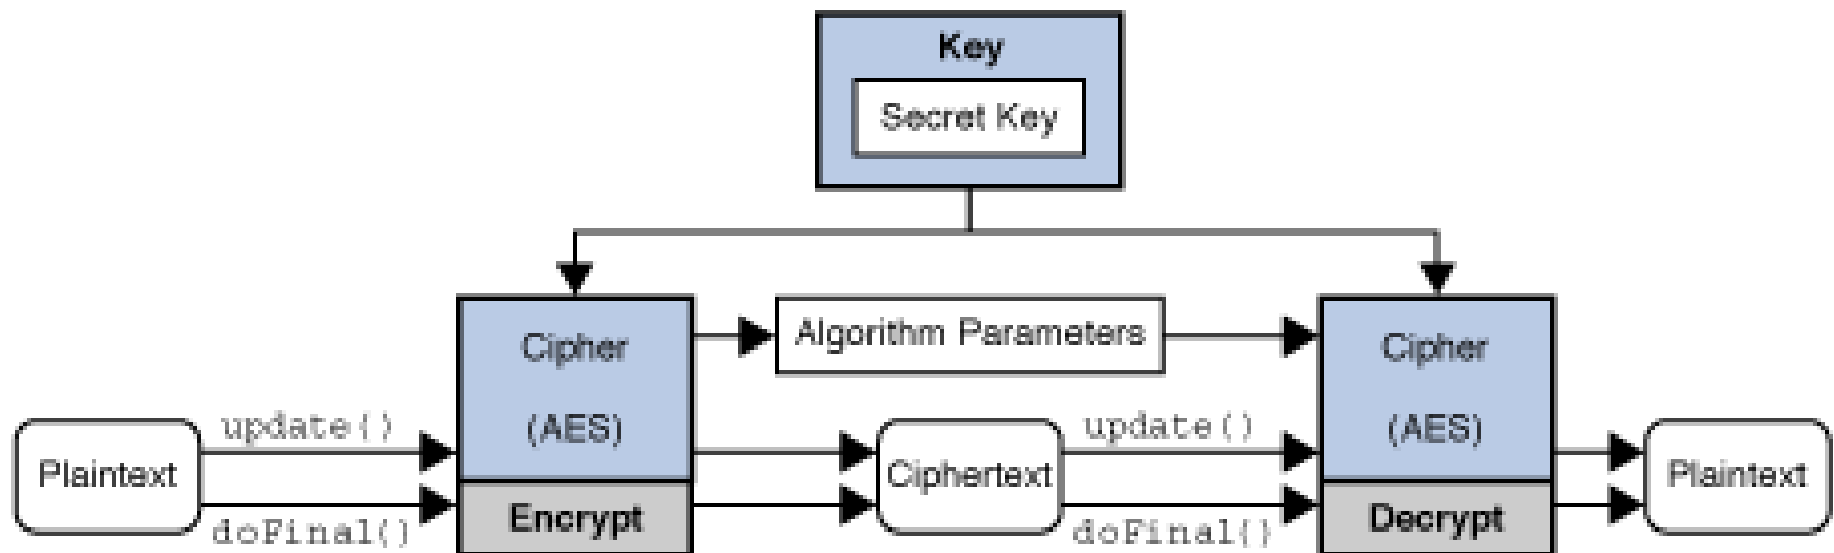 Key
Secret Key
Cipher
(AES)
Encrypt
Algorithm Parameters
Cipher
(AES)
Decrypt
Plaintext
update()
doFinal()
Ciphertext
update()
doFinal()
Plaintext